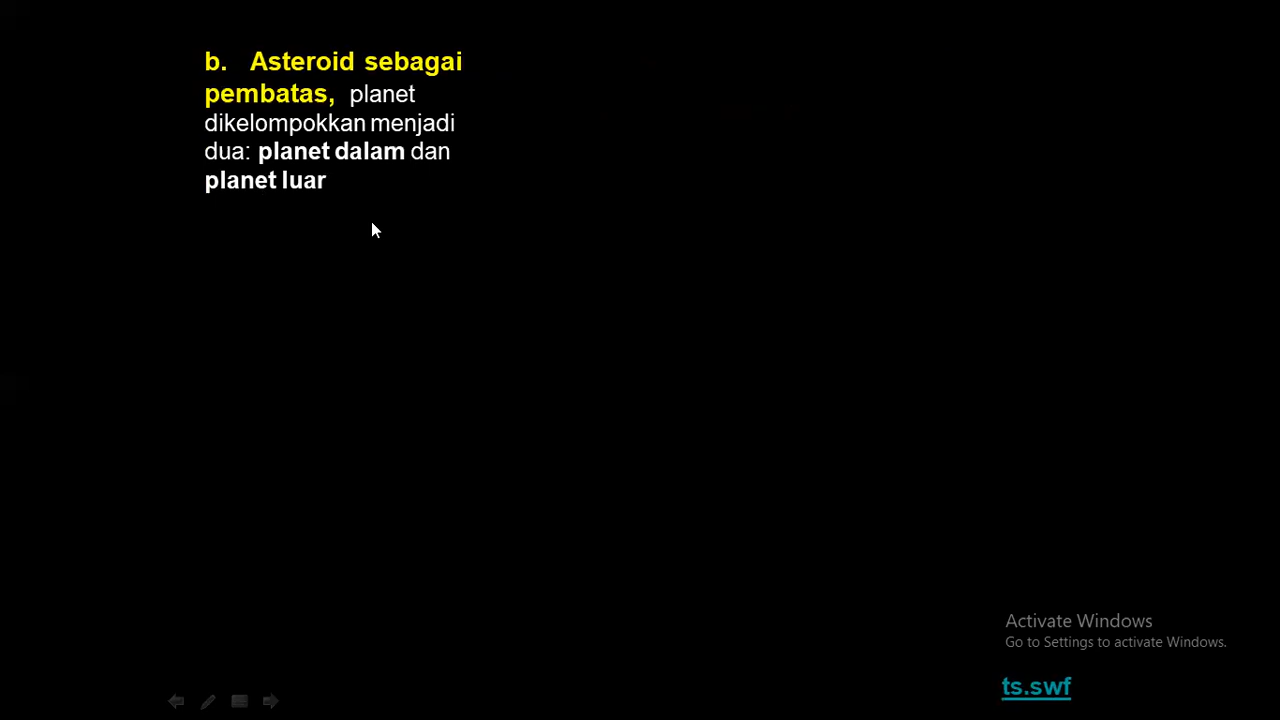 b. Asteroid sebagai
pembatas, planet
dikelompokkan menjadi
dua: planet dalam dan
planet luar
Activate Windows
Go to Settings to activate Windows.
ts.swf